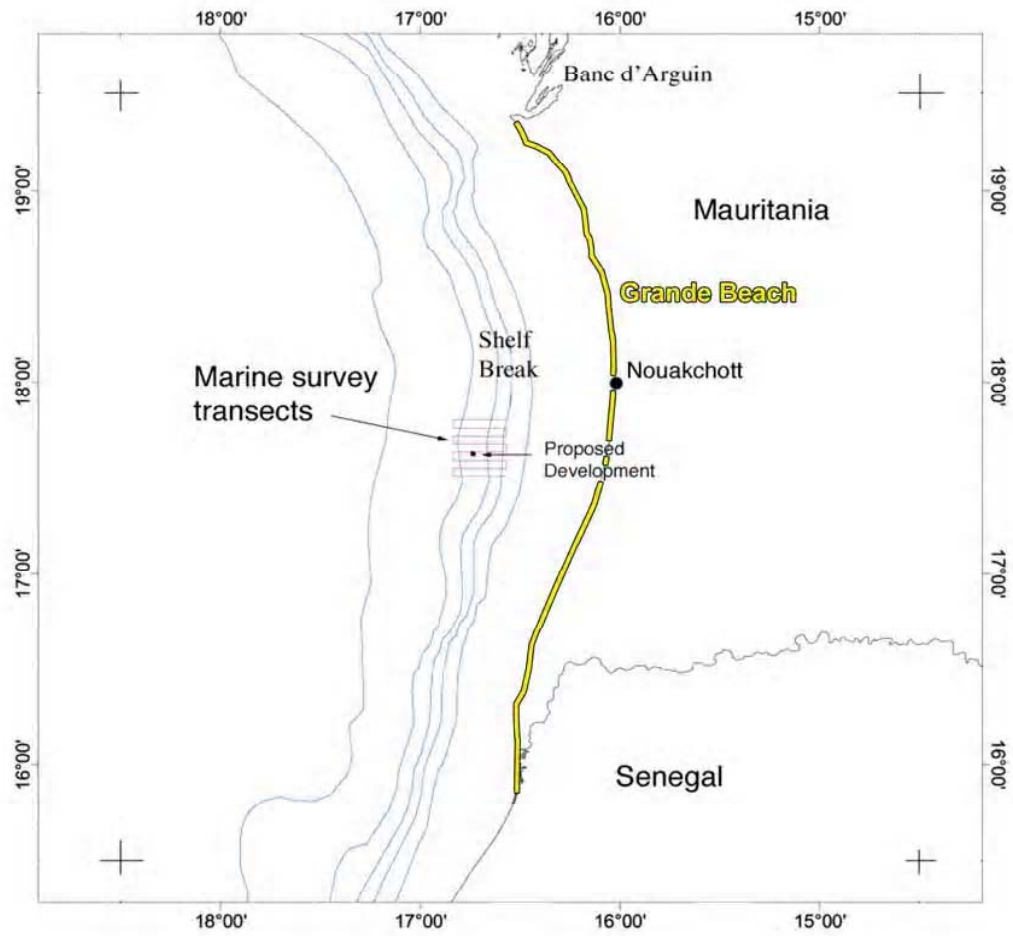 18°00'
17°00'
16°00'
15°00'
Banc d'Arguin
19°00'
19°00'
Mauritania
Grande Beach
Shelf
Break
Nouakchott
18°00'
18°00'
Marine survey
transects
Proposed
Development
17°00'
17°00'
16°00'
16°00'
Senegal
18°00'
17°00'
16°00'
15°00'